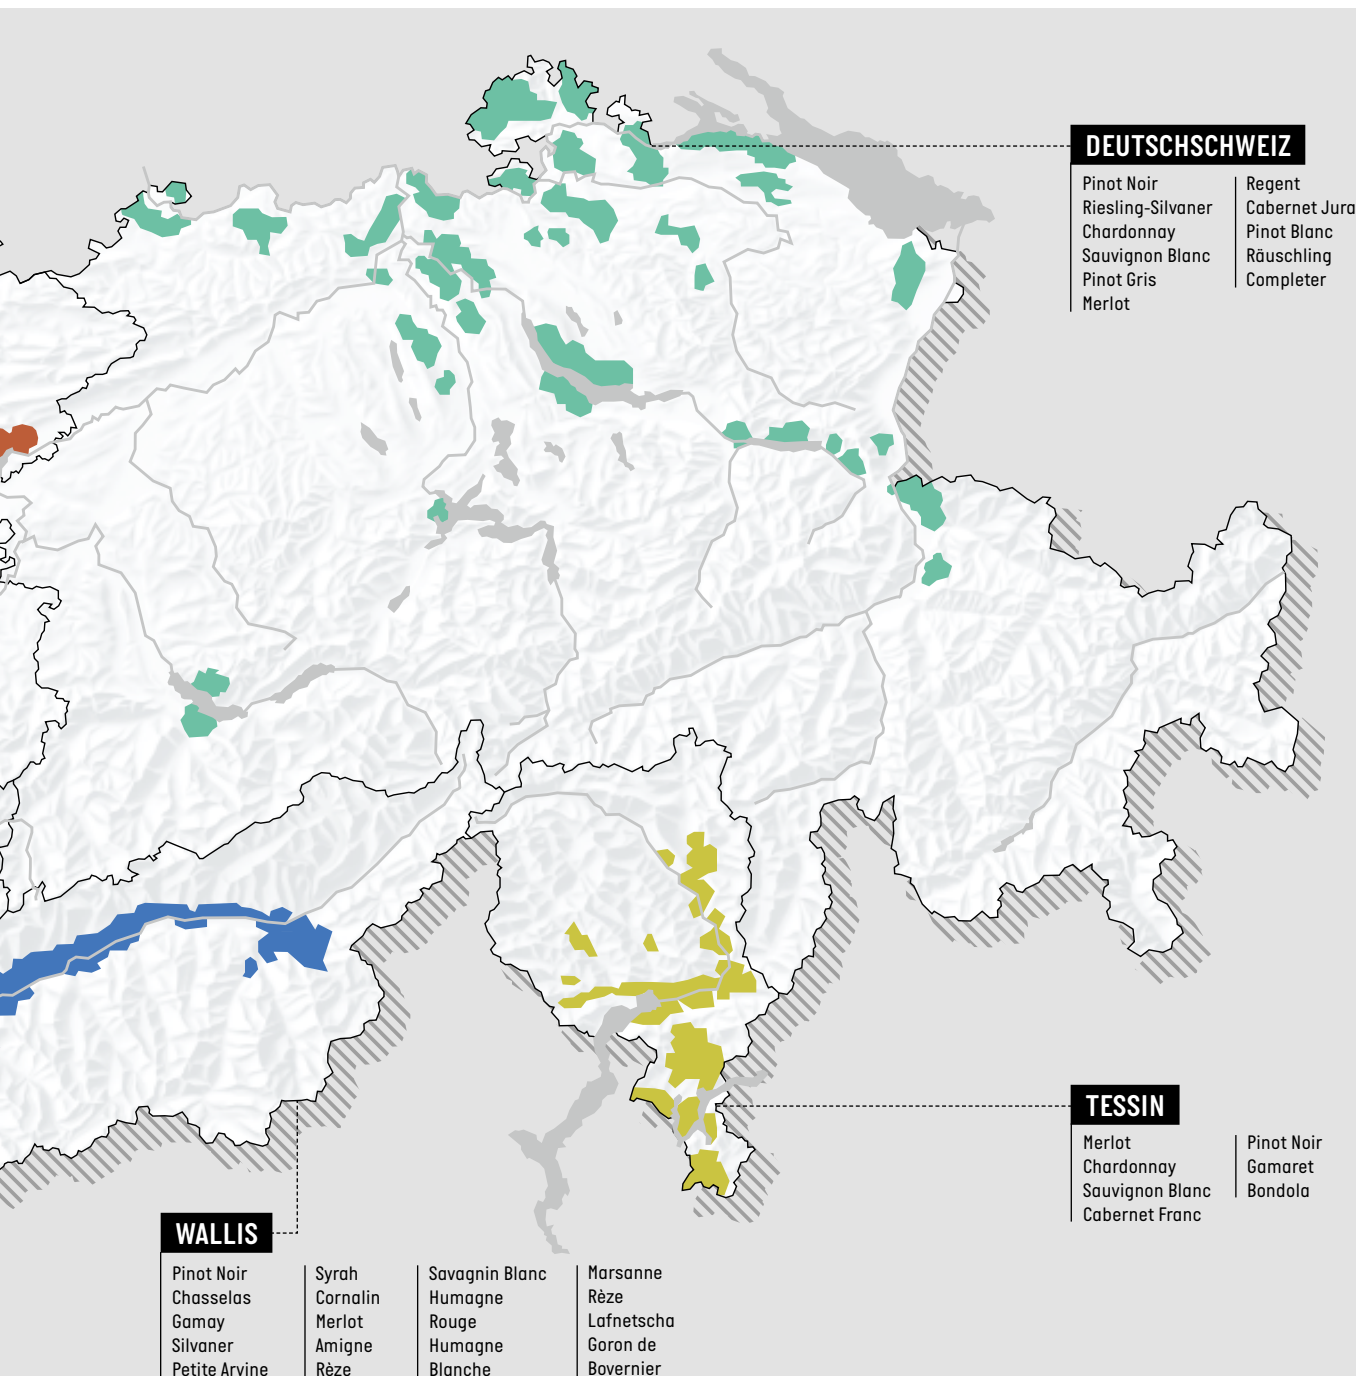 DEUTSCHSCHWEIZ
Pinot Noir
Riesling-Silvaner
Chardonnay
Sauvignon Blanc
Pinot Gris
Merlot
Regent
Cabernet Jura
Pinot Blanc
Räuschling
Completer
TESSIN
Merlot
Chardonnay
Sauvignon Blanc
Cabernet Franc
Pinot Noir
Gamaret
Bondola
WALLIS
Pinot Noir
Chasselas
Gamay
Silvaner
Petite Arvine
Syrah
Cornalin
Merlot
Amigne
Rèze
Savagnin Blanc
Humagne
Rouge
Humagne
Blanche
Marsanne
Rèze
Lafnetscha
Goron de
Bovernier